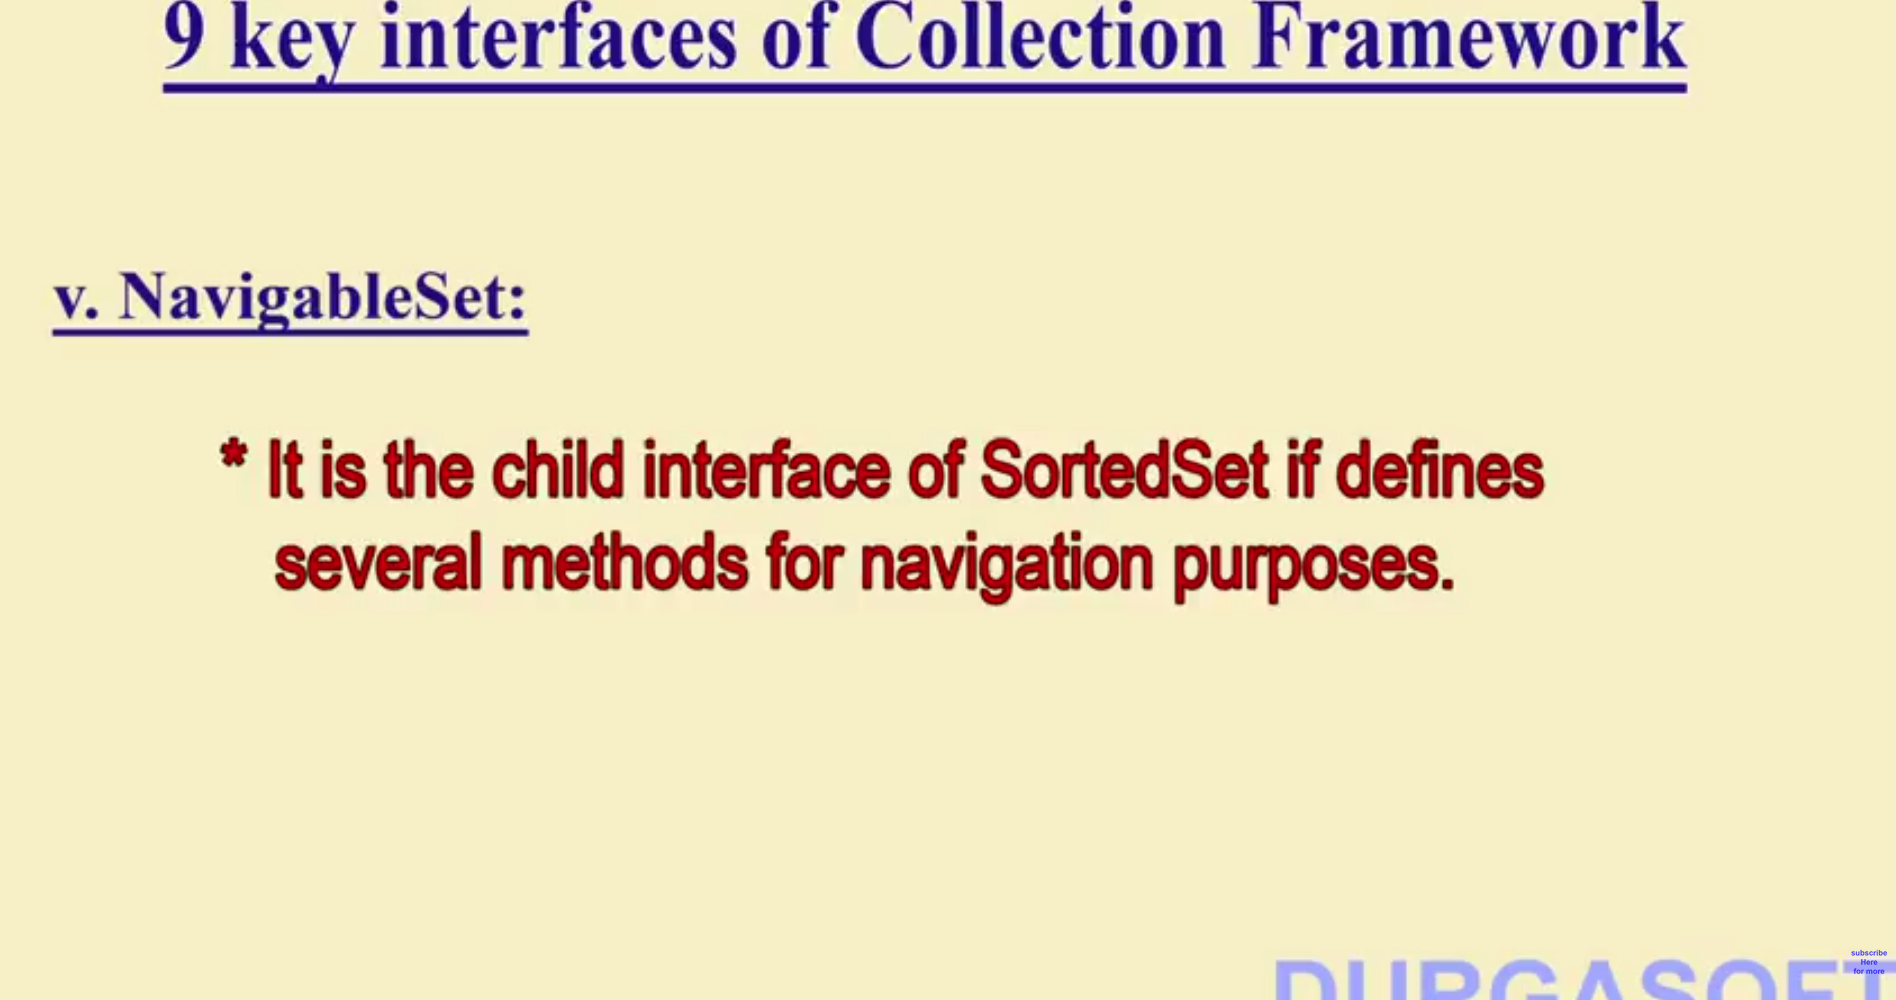 9 key interfaces of Collection Framework
v. NavigableSet:
* It is the child interface of SortedSet if defines
several methods for navigation purposes.
DURGASOFT
subscribe
Here
for more